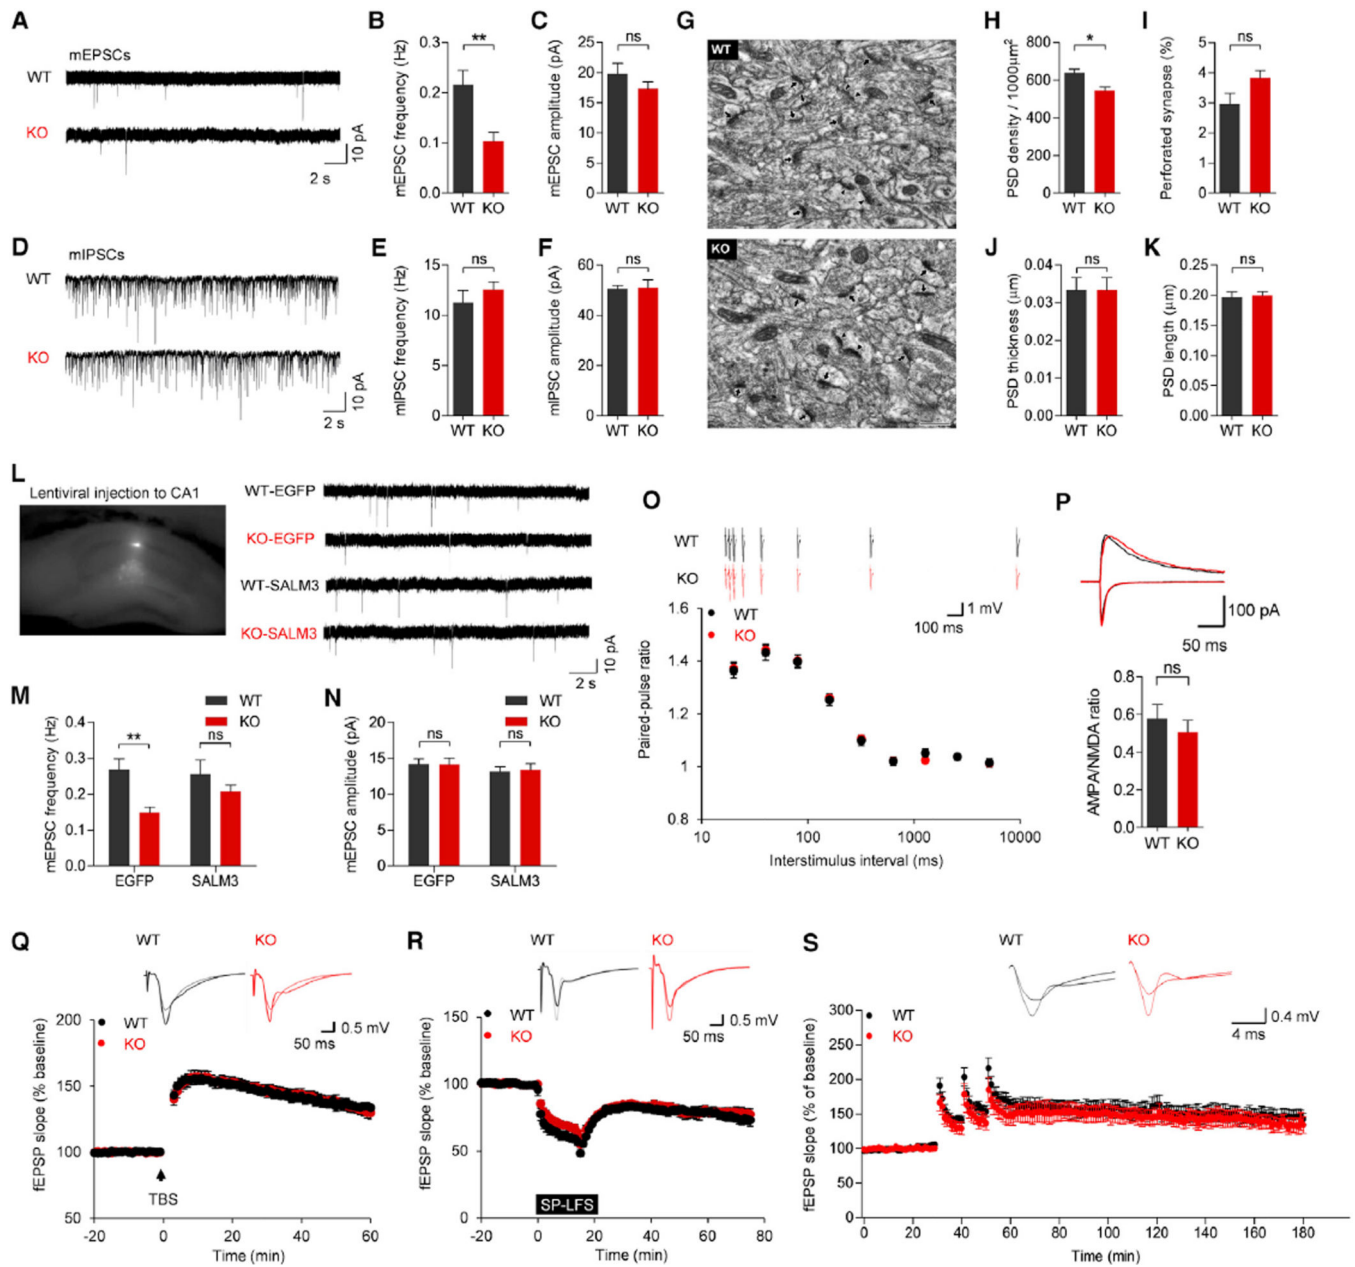 A
mEPSCs
WT
KO
10 pA
2 s
B
mEPSC frequency (Hz)
0.3
0.2
0.1
0.0
**
WT KO
C
mEPSC amplitude (pA)
25
20
15
10
5
0
ns
WT KO
D
mIPSCs
WT
KO
10 pA
2 s
E
mIPSC frequency (Hz)
15
10
5
0
ns
WT KO
F
mIPSC amplitude (pA)
60
40
20
0
ns
WT KO
G
WT
KO
H
PSD density / 1000μm²
800
600
400
200
0
*
WT KO
I
Perforated synapse (%)
5
4
3
2
1
0
ns
WT KO
J
PSD thickness (μm)
0.04
0.03
0.02
0.01
0.00
ns
WT KO
K
PSD length (μm)
0.25
0.20
0.15
0.10
0.05
0.00
ns
WT KO
L
Lentiviral injection to CA1
WT-EGFP
KO-EGFP
WT-SALM3
KO-SALM3
10 pA
2 s
M
WT
KO
mEPSC frequency (Hz)
0.4
0.3
0.2
0.1
0.0
**
ns
EGFP SALM3
N
WT
KO
mEPSC amplitude (pA)
20
15
10
5
0
ns
ns
EGFP SALM3
O
WT
KO
1 mV
100 ms
WT
KO
Paired-pulse ratio
1.6
1.4
1.2
1
0.8
10 100 1000 10000
Interstimulus interval (ms)
P
100 pA
50 ms
AMPA/NMDA ratio
0.8
0.6
0.4
0.2
0.0
ns
WT KO
Q
WT KO
0.5 mV
50 ms
WT
KO
fEPSP slope (% baseline)
200
150
100
50
TBS
-20 0 20 40 60
Time (min)
R
WT KO
0.5 mV
50 ms
WT
KO
fEPSP slope (% baseline)
150
100
50
0
SP-LFS
-20 0 20 40 60 80
Time (min)
S
WT KO
0.4 mV
4 ms
WT
KO
fEPSP slope (% of baseline)
300
250
200
150
100
50
0
0 20 40 60 80 100 120 140 160 180
Time (min)